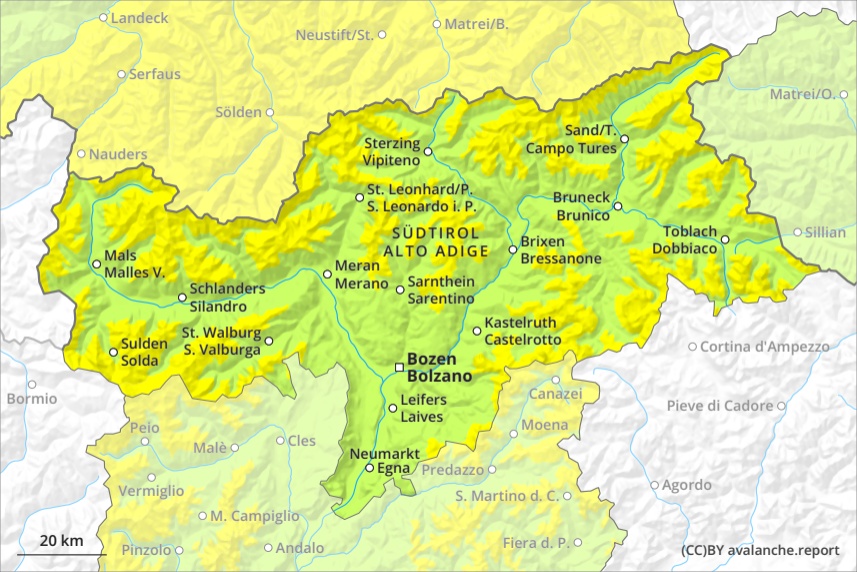 Landeck
Neustift/St.
Matrei/B.
Serfaus
Matrei/O.
Sölden
Nauders
Sterzing
Vipiteno
Sand/T.
Campo Tures
St. Leonhard/P.
S. Leonardo i. P.
Bruneck
Brunico
SÜDTIROL
ALTO ADIGE
Toblach
Dobbiaco
Sillian
Brixen
Bressanone
Mals
Malles V.
Meran
Merano
Sarnthein
Sarentino
Schlanders
Silandro
St. Walburg
S. Valburga
Sulden
Solda
Kastelruth
Castelrotto
Cortina d'Ampezzo
Bozen
Bolzano
Bormio
Canazei
Leifers
Laives
Pieve di Cadore
Peio
Moena
Cles
Malè
Neumarkt
Egna
Predazzo
Vermiglio
Agordo
S. Martino d. C.
M. Campiglio
20 km
Pinzolo
Andalo
Fiera d. P.
(CC)BY avalanche.report